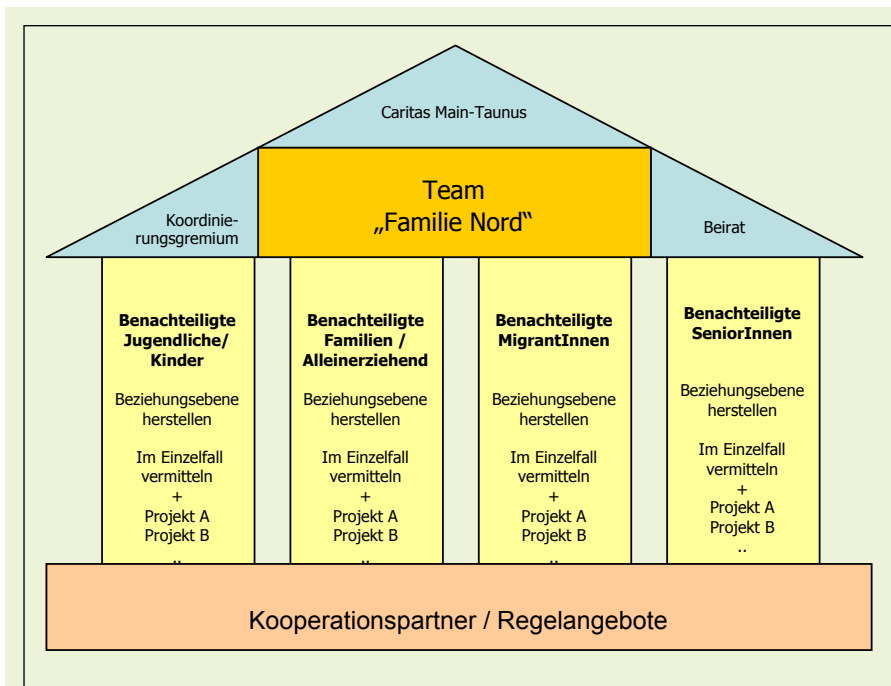 Caritas Main-Taunus
Team
„Familie Nord“
Koordinie-
rungsgremium
Beirat
Benachteiligte
Jugendliche/
Kinder
Beziehungsebene
herstellen
Im Einzelfall
vermitteln
+
Projekt A
Projekt B
..
Benachteiligte
Familien /
Alleinerziehend
Beziehungsebene
herstellen
Im Einzelfall
vermitteln
+
Projekt A
Projekt B
..
Benachteiligte
MigrantInnen
Beziehungsebene
herstellen
Im Einzelfall
vermitteln
+
Projekt A
Projekt B
..
Benachteiligte
SeniorInnen
Beziehungsebene
herstellen
Im Einzelfall
vermitteln
+
Projekt A
Projekt B
..
Kooperationspartner / Regelangebote